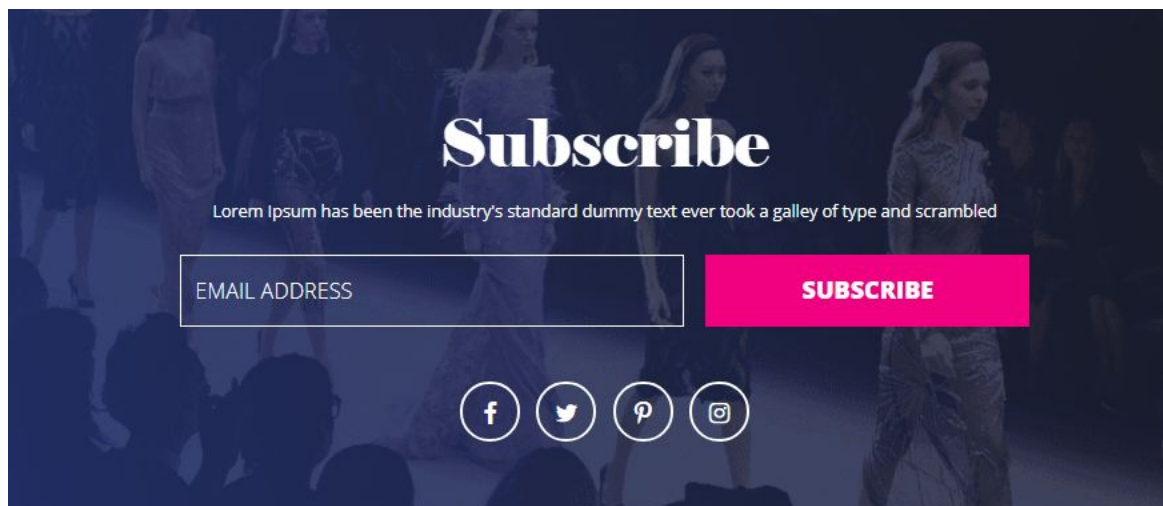 Subscribe
Lorem Ipsum has been the industry's standard dummy text ever took a galley of type and scrambled
EMAIL ADDRESS
SUBSCRIBE